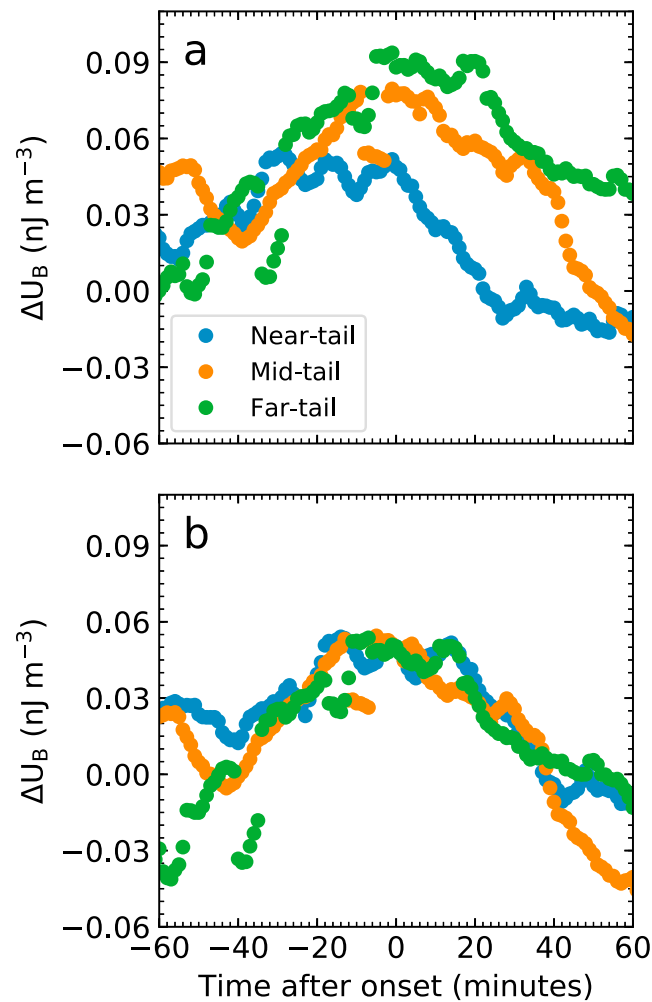 a
0.09
0.06
0.03
0.00
−0.03
−0.06
ΔU_B (nJ m⁻³)
Near-tail
Mid-tail
Far-tail
b
0.09
0.06
0.03
0.00
−0.03
−0.06
ΔU_B (nJ m⁻³)
−60 −40 −20 0 20 40 60
Time after onset (minutes)